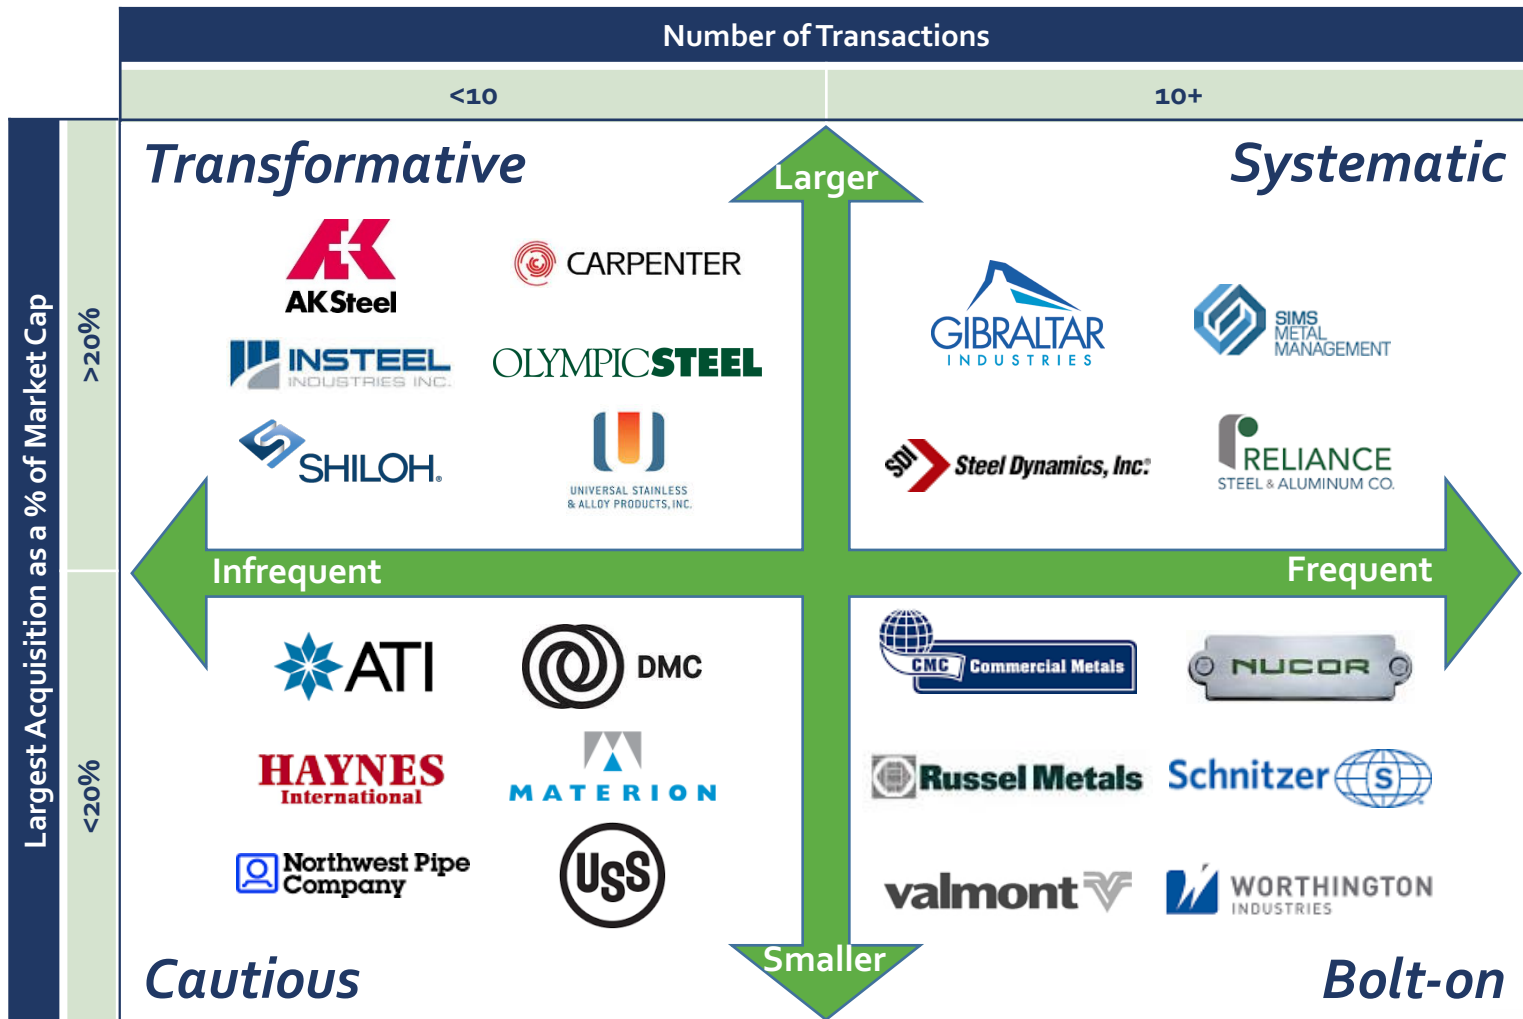 Number of Transactions
<10
10+
Largest Acquisition as a % of Market Cap
>20%
<20%
Transformative
Systematic
Larger
AK
AK Steel
CARPENTER
INSTEEL
INDUSTRIES INC.
OLYMPIC STEEL
SHILOH®
UNIVERSAL STAINLESS
& ALLOY PRODUCTS, INC.
GIBRALTAR
INDUSTRIES
SIMS
METAL
MANAGEMENT
SDI Steel Dynamics, Inc.®
RELIANCE
STEEL & ALUMINUM CO.
Infrequent
Frequent
ATI
DMC
HAYNES
International
MATERION
Northwest Pipe
Company
USS
CMC Commercial Metals
NUCOR
Russel Metals
Schnitzer S
valmont
WORTHINGTON
INDUSTRIES
Smaller
Cautious
Bolt-on